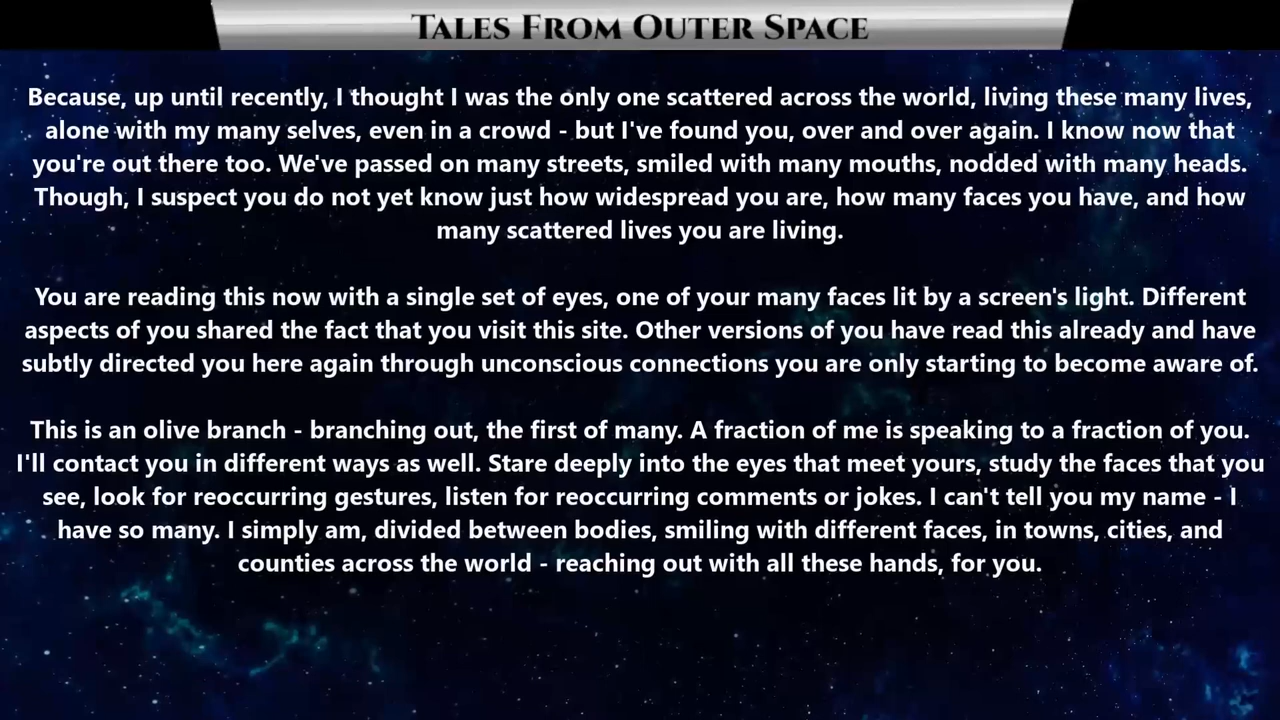 Tales From Outer Space
Because, up until recently, I thought I was the only one scattered across the world, living these many lives,
alone with my many selves, even in a crowd - but I've found you, over and over again. I know now that
you're out there too. We've passed on many streets, smiled with many mouths, nodded with many heads.
Though, I suspect you do not yet know just how widespread you are, how many faces you have, and how
many scattered lives you are living.
You are reading this now with a single set of eyes, one of your many faces lit by a screen's light. Different
aspects of you shared the fact that you visit this site. Other versions of you have read this already and have
subtly directed you here again through unconscious connections you are only starting to become aware of.
This is an olive branch - branching out, the first of many. A fraction of me is speaking to a fraction of you.
I'll contact you in different ways as well. Stare deeply into the eyes that meet yours, study the faces that you
see, look for reoccurring gestures, listen for reoccurring comments or jokes. I can't tell you my name - I
have so many. I simply am, divided between bodies, smiling with different faces, in towns, cities, and
counties across the world - reaching out with all these hands, for you.